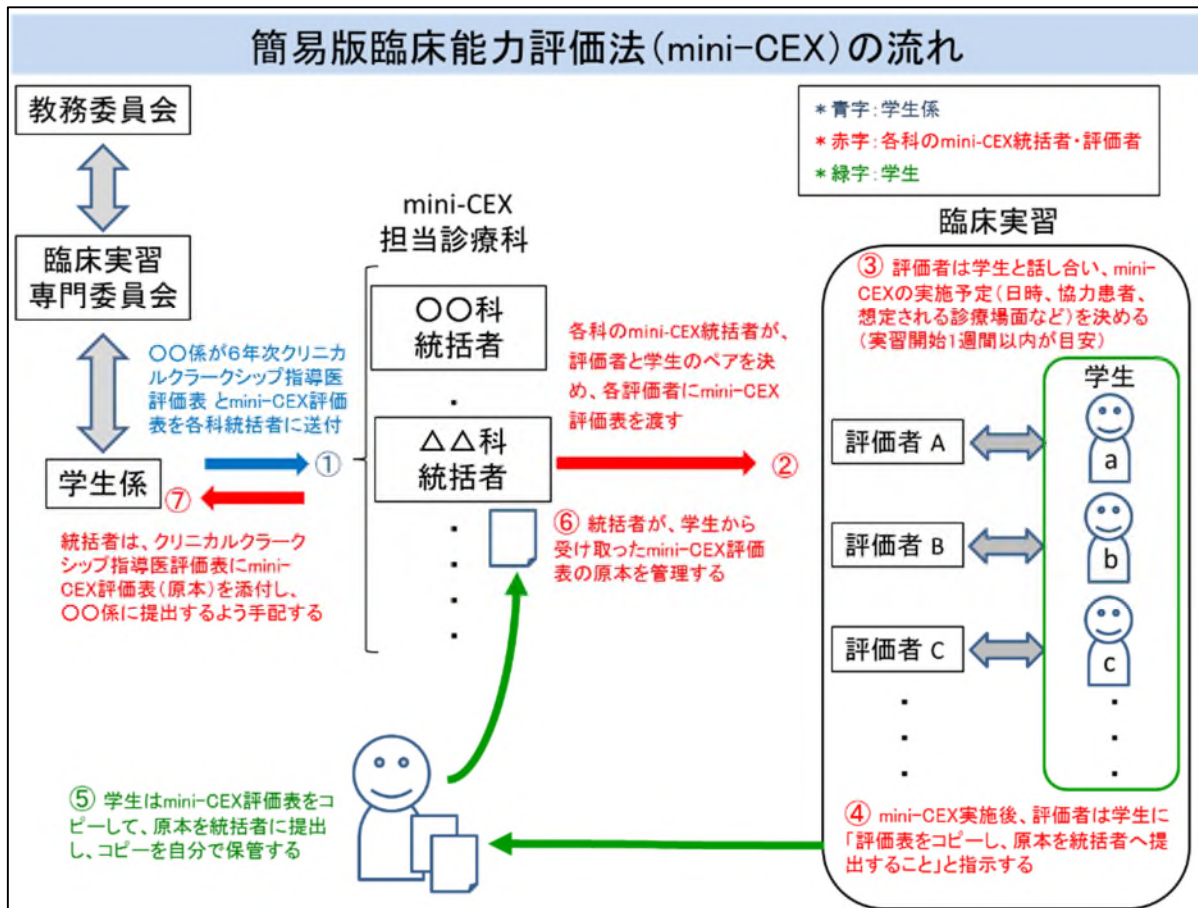 簡易版臨床能力評価法(mini-CEX)の流れ
教務委員会
臨床実習
専門委員会
学生係
＊青字:学生係
＊赤字:各科のmini-CEX統括者・評価者
＊緑字:学生
〇〇係が6年次クリニカ
ルクラークシップ指導医
評価表 とmini-CEX評価
表を各科統括者に送付
①
mini-CEX
担当診療科
〇〇科
統括者
・
△△科
統括者
・
・
・
・
各科のmini-CEX統括者が、
評価者と学生のペアを決
め、各評価者にmini-CEX
評価表を渡す
②
臨床実習
③ 評価者は学生と話し合い、mini-
CEXの実施予定(日時、協力患者、
想定される診療場面など)を決める
(実習開始1週間以内が目安)
学生
評価者 A
a
評価者 B
b
評価者 C
c
・ ・
・ ・
・ ・
④ mini-CEX実施後、評価者は学生に
「評価表をコピーし、原本を統括者へ提
出すること」と指示する
⑤ 学生はmini-CEX評価表をコ
ピーして、原本を統括者に提出
し、コピーを自分で保管する
⑥ 統括者が、学生から
受け取ったmini-CEX評価
表の原本を管理する
⑦
統括者は、クリニカルクラーク
シップ指導医評価表にmini-
CEX評価表(原本)を添付し、
〇〇係に提出するよう手配する